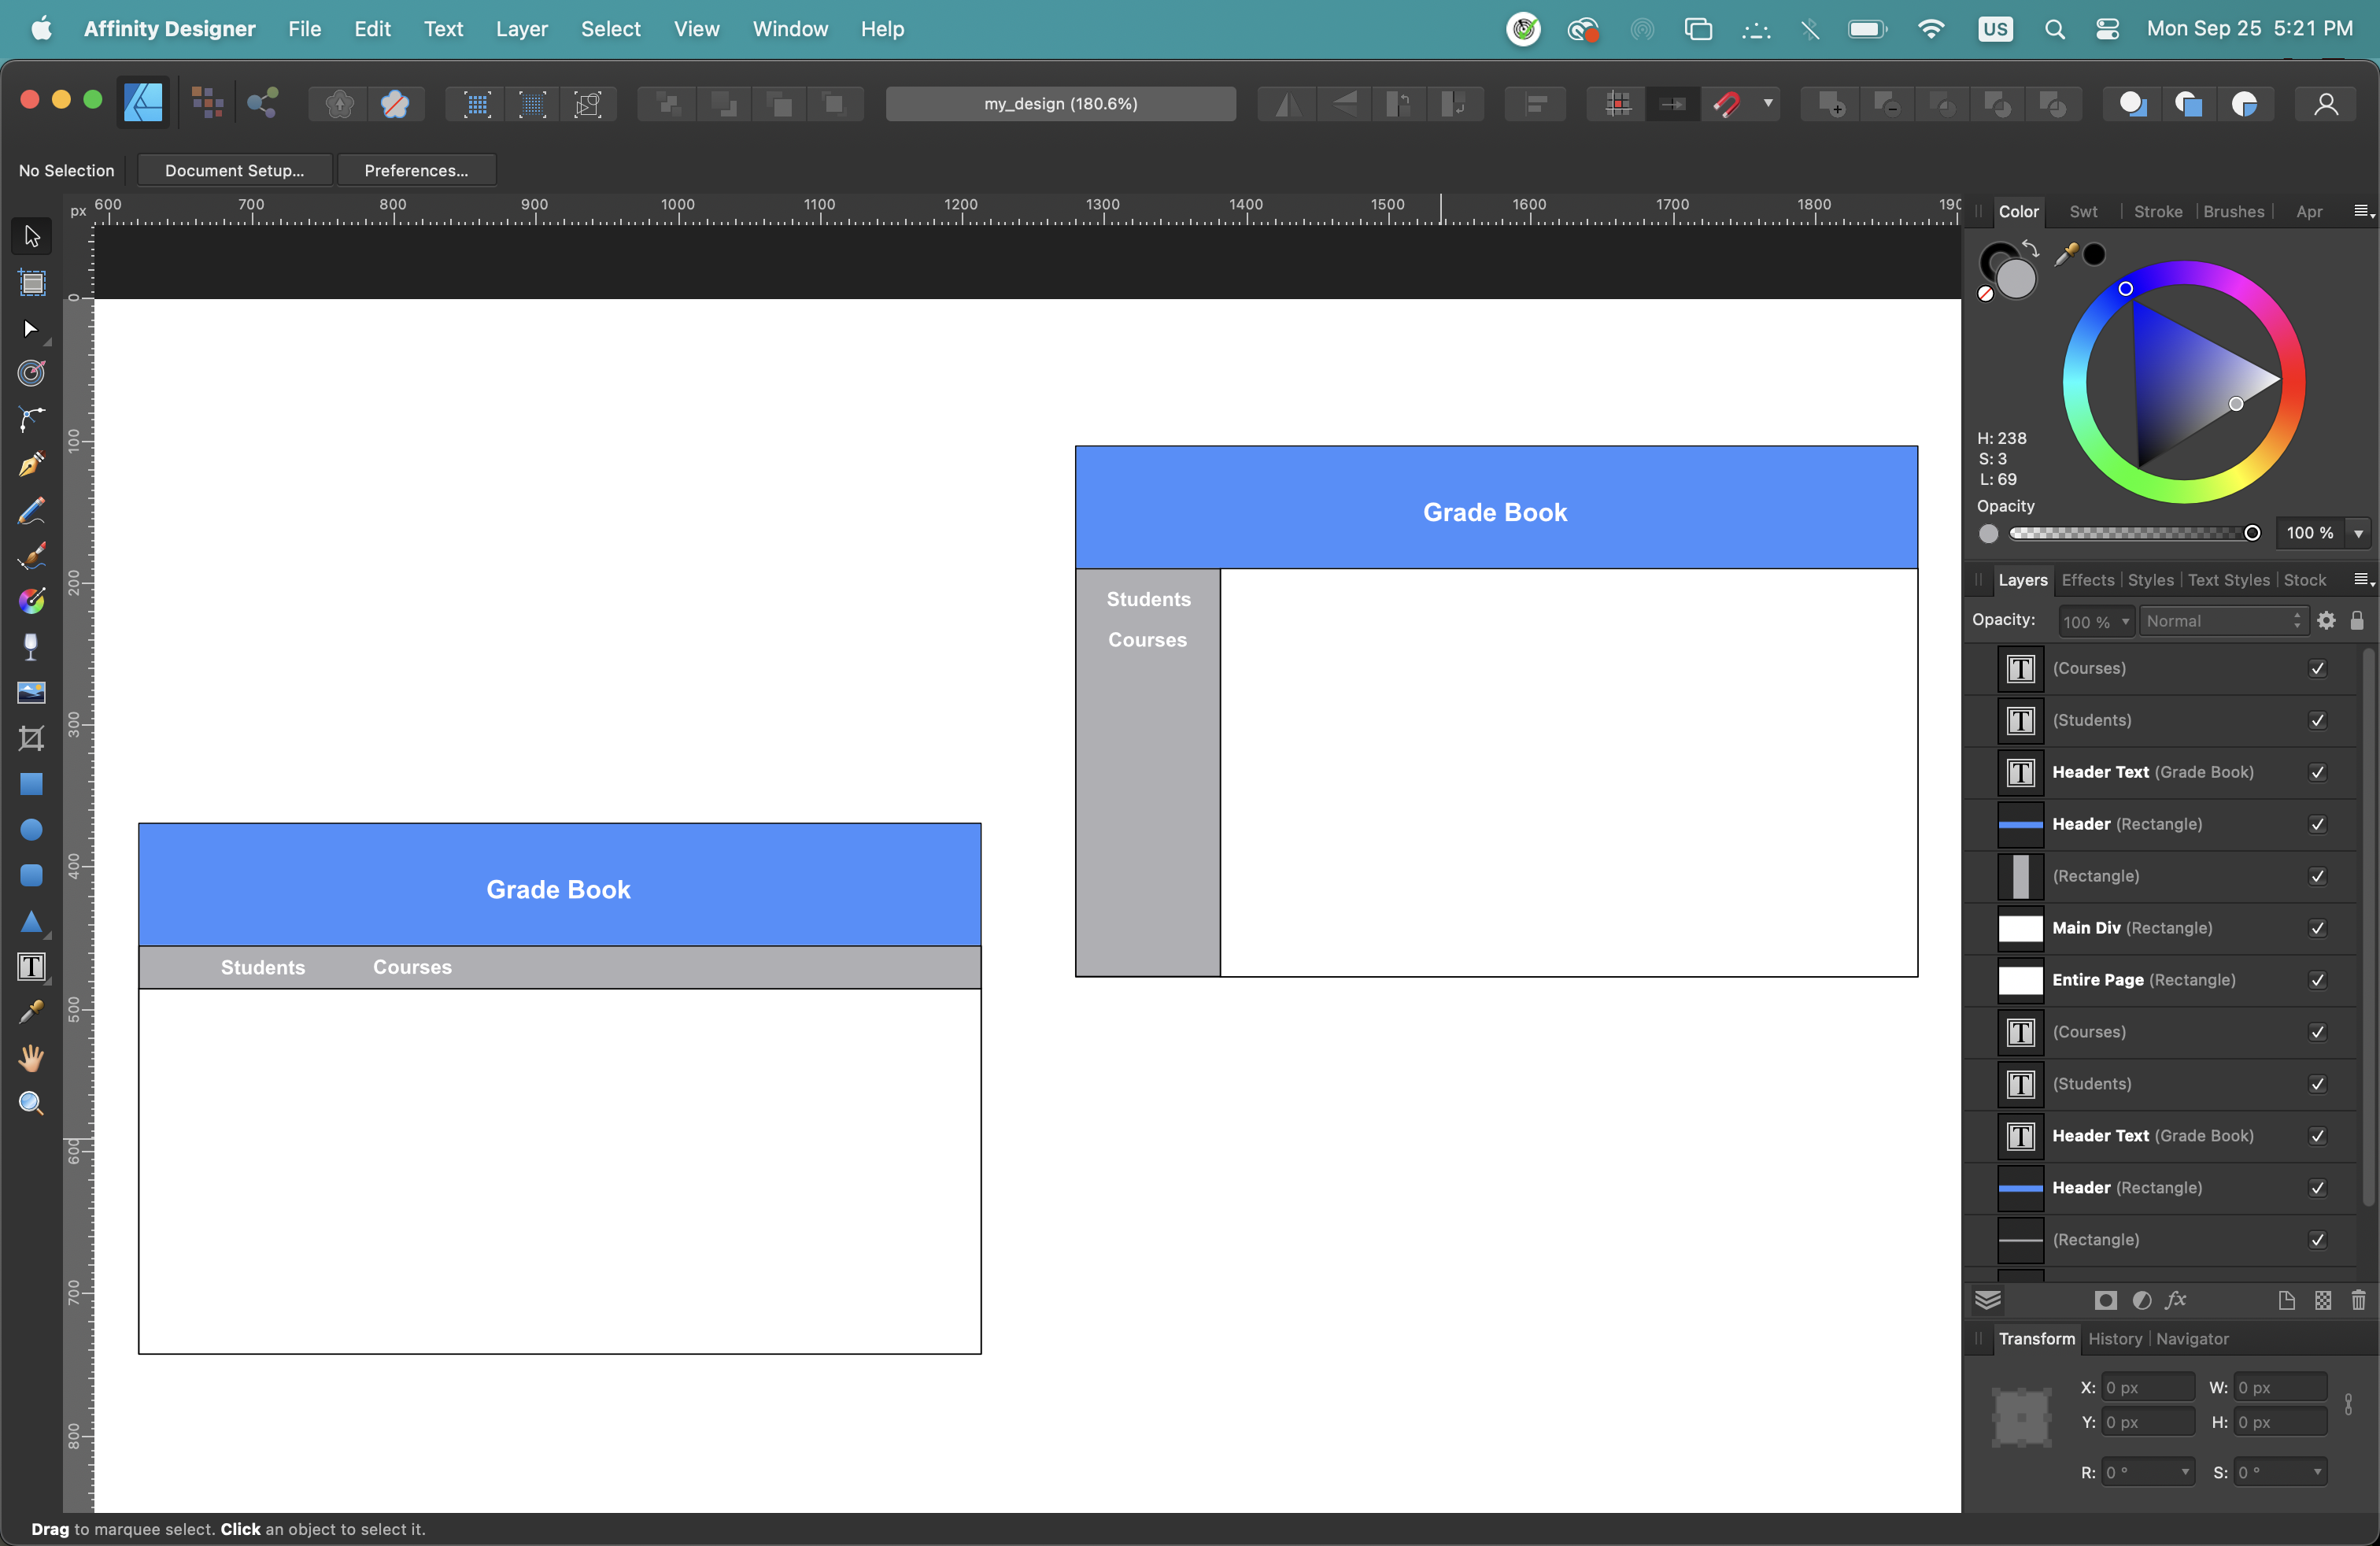 Affinity Designer File Edit Text Layer Select View Window Help US Mon Sep 25 5:21 PM
my_design (180.6%)
No Selection Document Setup... Preferences...
px 600 700 800 900 1000 1100 1200 1300 1400 1500 1600 1700 1800 190
0
100
200
300
400
500
600
700
800
Grade Book
Students
Courses
Grade Book
Students Courses
Color Swt Stroke Brushes Apr
H: 238
S: 3
L: 69
Opacity
100 %
Layers Effects Styles Text Styles Stock
Opacity: 100 % Normal
T (Courses)
T (Students)
T Header Text (Grade Book)
Header (Rectangle)
(Rectangle)
Main Div (Rectangle)
Entire Page (Rectangle)
T (Courses)
T (Students)
T Header Text (Grade Book)
Header (Rectangle)
(Rectangle)
fx
Transform History Navigator
X: 0 px W: 0 px
Y: 0 px H: 0 px
R: 0 ° S: 0 °
T
Drag to marquee select. Click an object to select it.